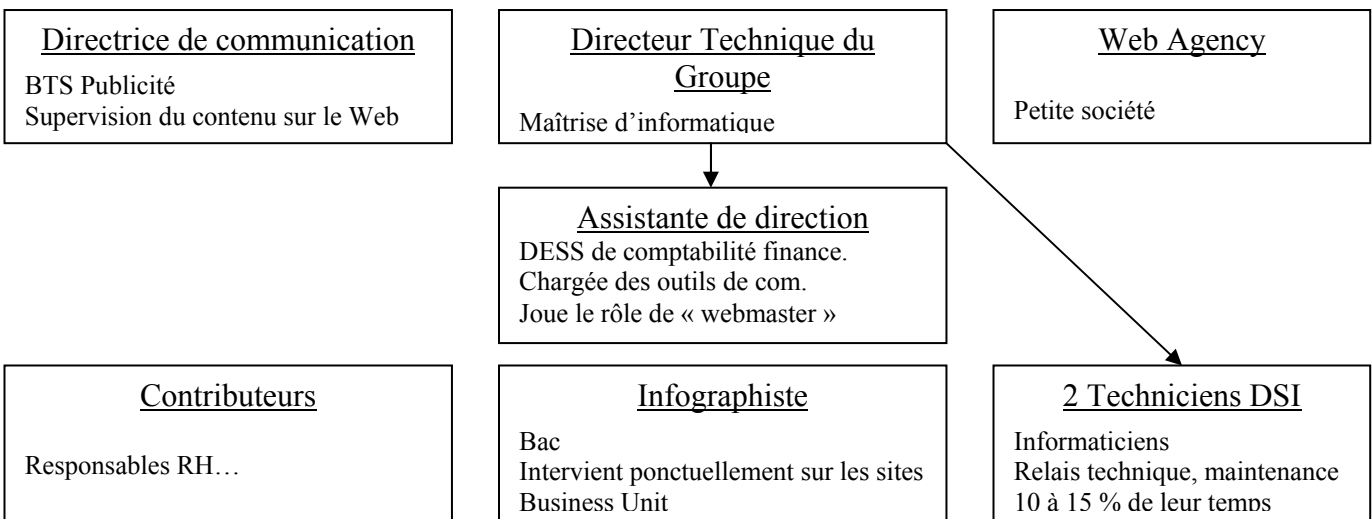 Directrice de communication
BTS Publicité
Supervision du contenu sur le Web
Directeur Technique du
Groupe
Maîtrise d’informatique
Web Agency
Petite société
Assistante de direction
DESS de comptabilité finance.
Chargée des outils de com.
Joue le rôle de « webmaster »
Contributeurs
Responsables RH…
Infographiste
Bac
Intervient ponctuellement sur les sites
Business Unit
2 Techniciens DSI
Informaticiens
Relais technique, maintenance
10 à 15 % de leur temps